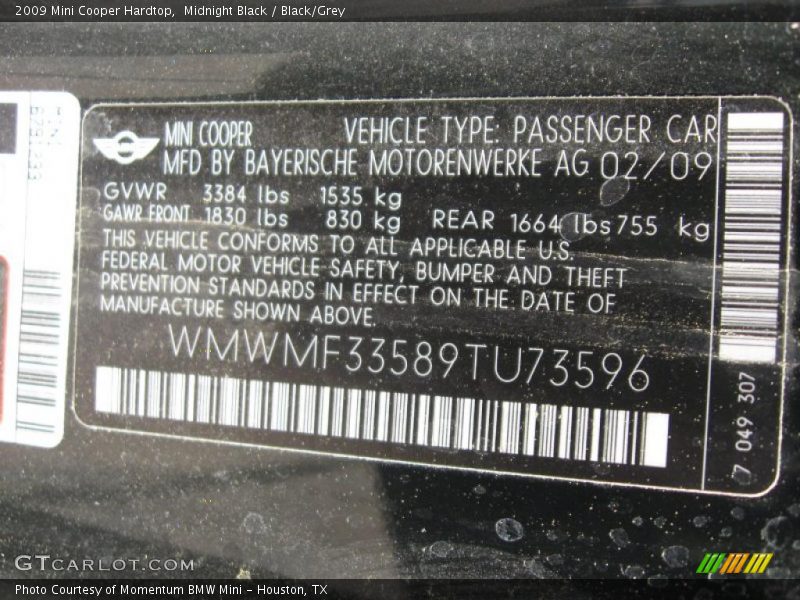 2009 Mini Cooper Hardtop,  Midnight Black / Black/Grey
MINI COOPER VEHICLE TYPE: PASSENGER CAR
MFD BY BAYERISCHE MOTORENWERKE AG 02/09
GVWR 3384 lbs 1535 kg
GAWR FRONT 1830 lbs 830 kg REAR 1664 lbs 755 kg
THIS VEHICLE CONFORMS TO ALL APPLICABLE U.S.
FEDERAL MOTOR VEHICLE SAFETY, BUMPER AND THEFT
PREVENTION STANDARDS IN EFFECT ON THE DATE OF
MANUFACTURE SHOWN ABOVE.
WMWMF33589TU73596
7 049 307
GTCARLOT.COM
Photo Courtesy of Momentum BMW Mini - Houston, TX